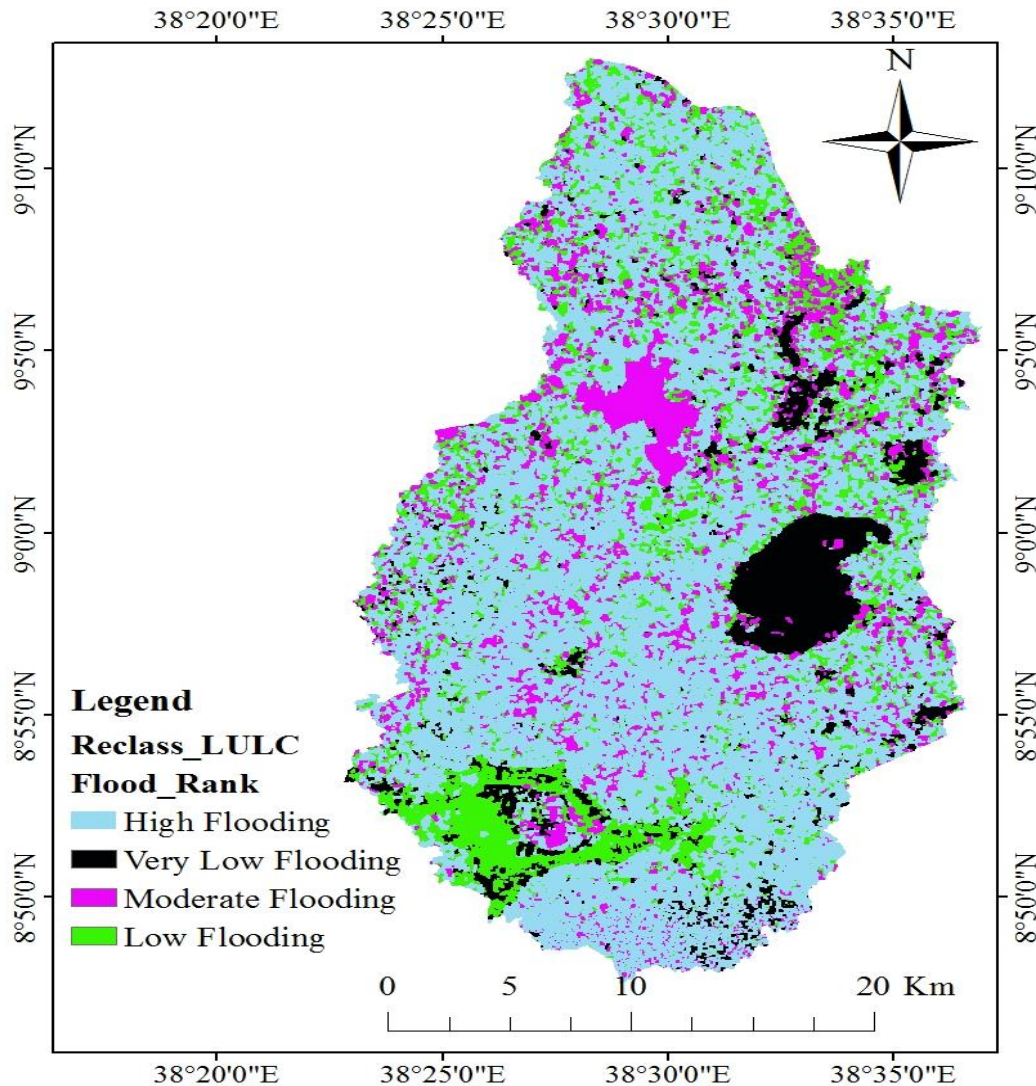 38°20'0"E 38°25'0"E 38°30'0"E 38°35'0"E
N
9°10'0"N 9°10'0"N
9°5'0"N 9°5'0"N
9°0'0"N 9°0'0"N
8°55'0"N 8°55'0"N
8°50'0"N 8°50'0"N
Legend
Reclass_LULC
Flood_Rank
High Flooding
Very Low Flooding
Moderate Flooding
Low Flooding
0 5 10 20 Km
38°20'0"E 38°25'0"E 38°30'0"E 38°35'0"E